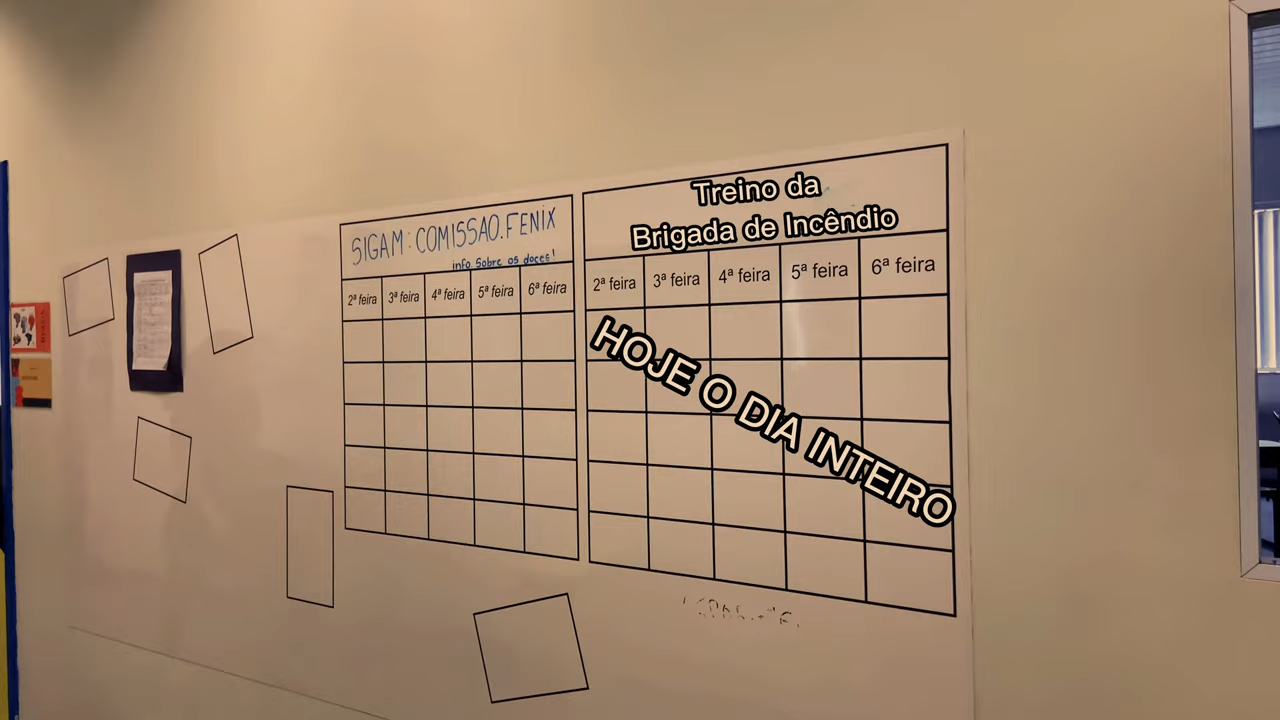 SIGAM: COMISSAO.FENIX
info. Sobre os doces!
2ª feira 3ª feira 4ª feira 5ª feira 6ª feira
Treino da
Brigada de Incêndio
2ª feira 3ª feira 4ª feira 5ª feira 6ª feira
HOJE O DIA INTEIRO